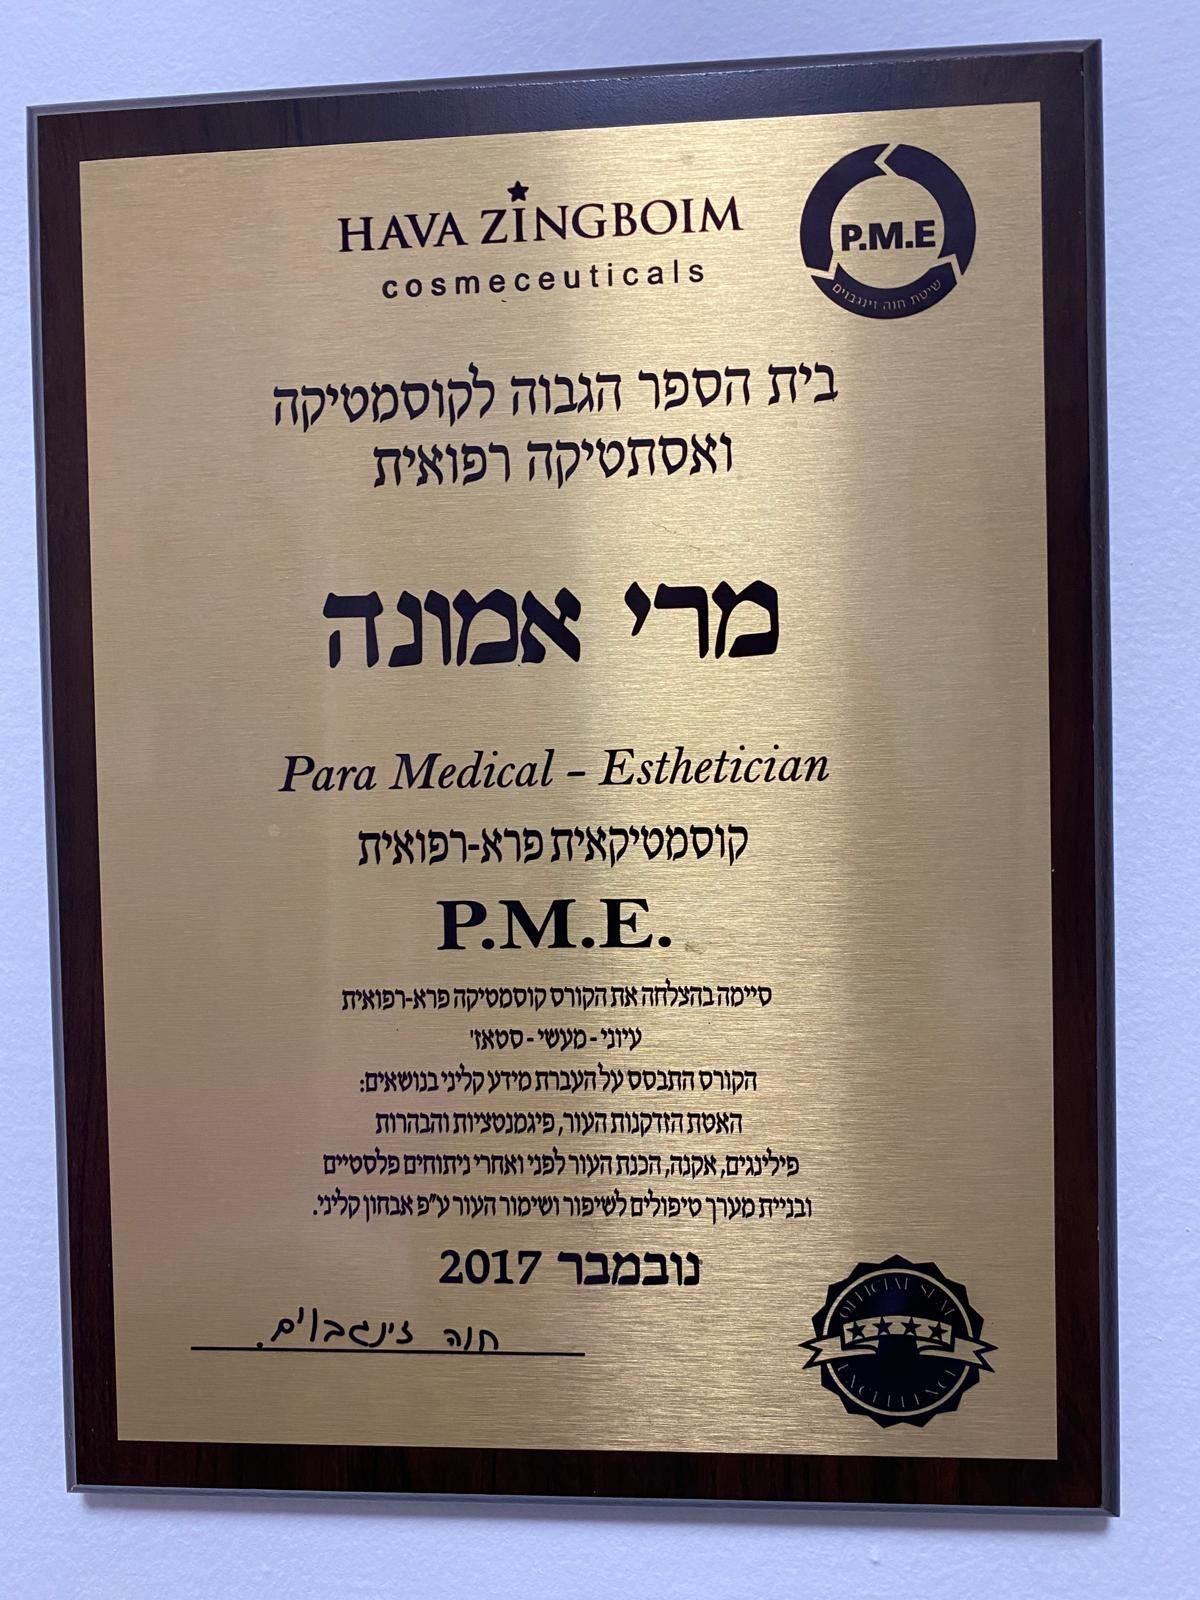 HAVA ZINGBOIM
cosmeceuticals
P.M.E
שיטת חוה זינגבוים
בית הספר הגבוה לקוסמטיקה
ואסתטיקה רפואית
מרי אמונה
Para Medical - Esthetician
קוסמטיקאית פרא-רפואית
P.M.E.
סיימה בהצלחה את הקורס קוסמטיקה פרא-רפואית
עיוני - מעשי - סטאז'
הקורס התבסס על העברת מידע קליני בנושאים:
האטת הזדקנות העור, פיגמנטציות והבהרות
פילינגים, אקנה, הכנת העור לפני ואחרי ניתוחים פלסטיים
ובניית מערך טיפולים לשיפור ושימור העור ע"פ אבחון קליני.
נובמבר 2017
חוה זינגבוים.
OFFICIAL SEAL
EXCELLENCE